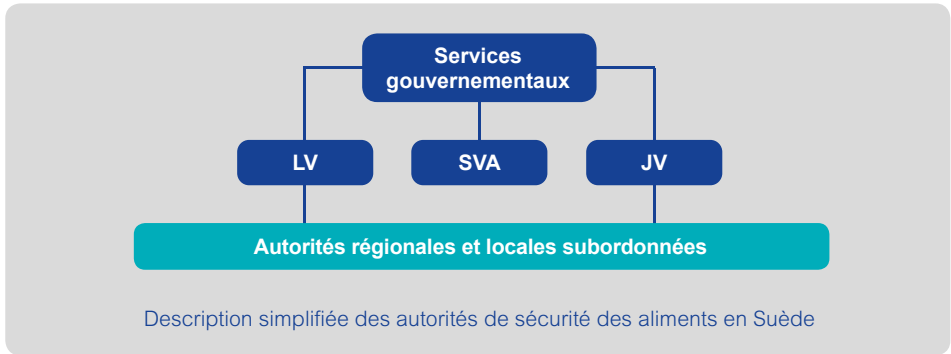 Services
gouvernementaux
LV
SVA
JV
Autorités régionales et locales subordonnées
Description simplifiée des autorités de sécurité des aliments en Suède